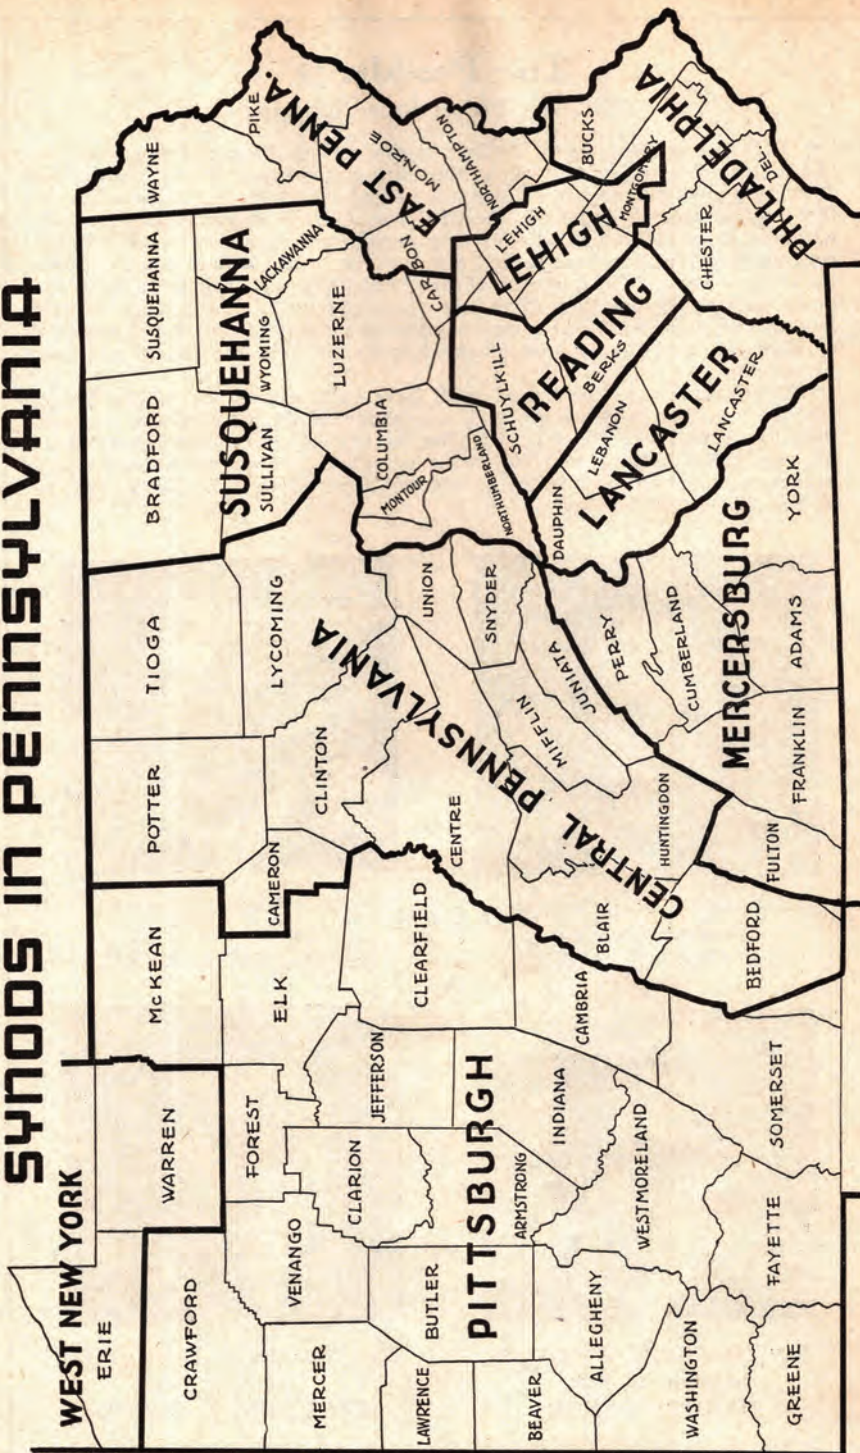 SYNODS IN PENNSYLVANIA
WEST NEW YORK
ERIE
CRAWFORD
WARREN
McKEAN
POTTER
TIOGA
BRADFORD
SUSQUEHANNA
WAYNE
PIKE
EAST PENNA.
SUSQUEHANNA
WYOMING
LACKAWANNA
SULLIVAN
LYCOMING
CLINTON
CAMERON
ELK
FOREST
VENANGO
MERCER
CLARION
JEFFERSON
CLEARFIELD
CENTRE
CENTRAL PENNSYLVANIA
UNION
SNYDER
MONTOUR
COLUMBIA
NORTHUMBERLAND
LUZERNE
CARBON
MONROE
NORTHAMPTON
LEHIGH
LEHIGH
SCHUYLKILL
READING
BERKS
BUCKS
MONTGOMERY
PHILADELPHIA
DEL.
CHESTER
LANCASTER
LANCASTER
LEBANON
DAUPHIN
JUNIATA
MIFFLIN
PERRY
CUMBERLAND
MERCERSBURG
YORK
ADAMS
FRANKLIN
FULTON
HUNTINGDON
BLAIR
BEDFORD
CAMBRIA
SOMERSET
INDIANA
ARMSTRONG
PITTSBURGH
BUTLER
LAWRENCE
BEAVER
ALLEGHENY
WESTMORELAND
WASHINGTON
FAYETTE
GREENE